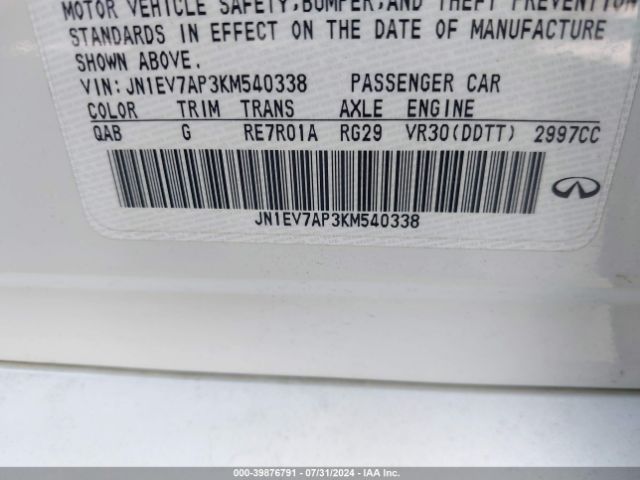 MOTOR VEHICLE SAFETY,BUMPER,AND THEFT PREVENTION
STANDARDS IN EFFECT ON THE DATE OF MANUFACTURE
SHOWN ABOVE.
VIN:JN1EV7AP3KM540338 PASSENGER CAR
COLOR TRIM TRANS AXLE ENGINE
QAB G RE7R01A RG29 VR30(DDTT) 2997CC
JN1EV7AP3KM540338
INFINITI
000-39876791 - 07/31/2024 - Copyright IAA Inc.